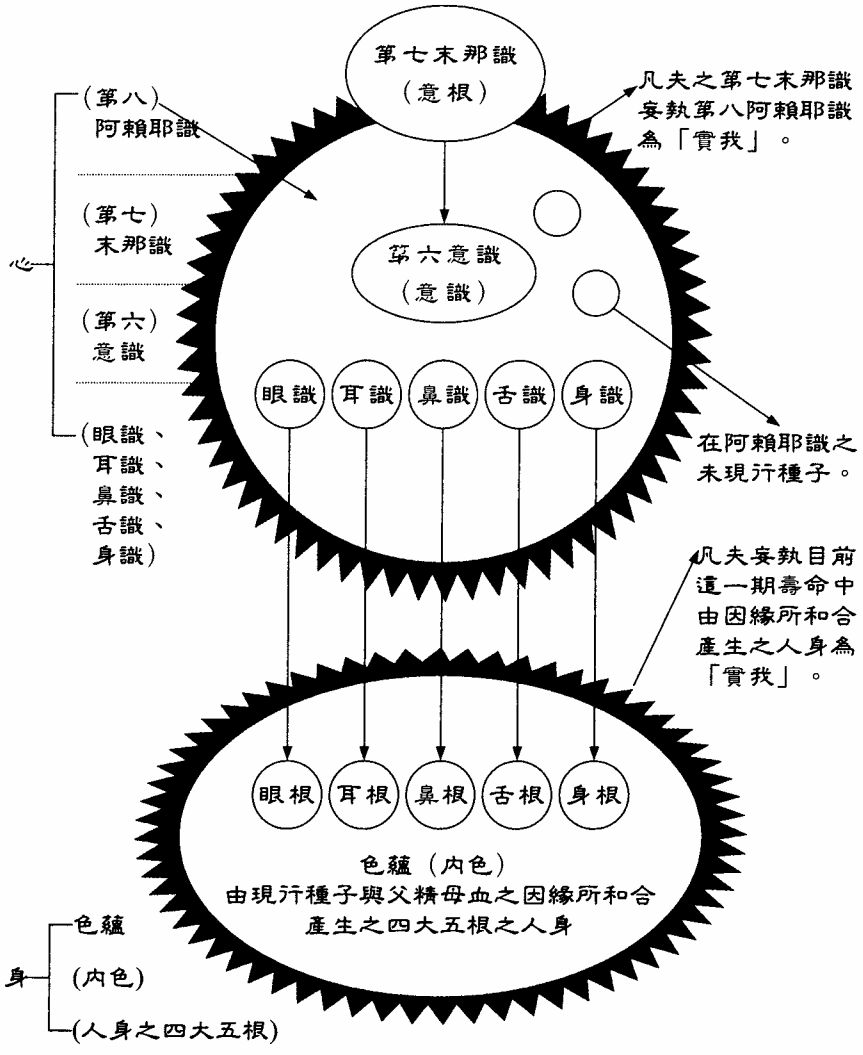 第七末那識
(意根)
凡夫之第七末那識
妄執第八阿賴耶識
為「實我」。
心
(第八)
阿賴耶識
(第七)
末那識
(第六)
意識
(眼識、
耳識、
鼻識、
舌識、
身識)
第六意識
(意識)
眼識 耳識 鼻識 舌識 身識
在阿賴耶識之
未現行種子。
凡夫妄執目前
這一期壽命中
由因緣所和合
產生之人身為
「實我」。
眼根 耳根 鼻根 舌根 身根
色蘊(內色)
由現行種子與父精母血之因緣所和合
產生之四大五根之人身
身
色蘊
(內色)
(人身之四大五根)